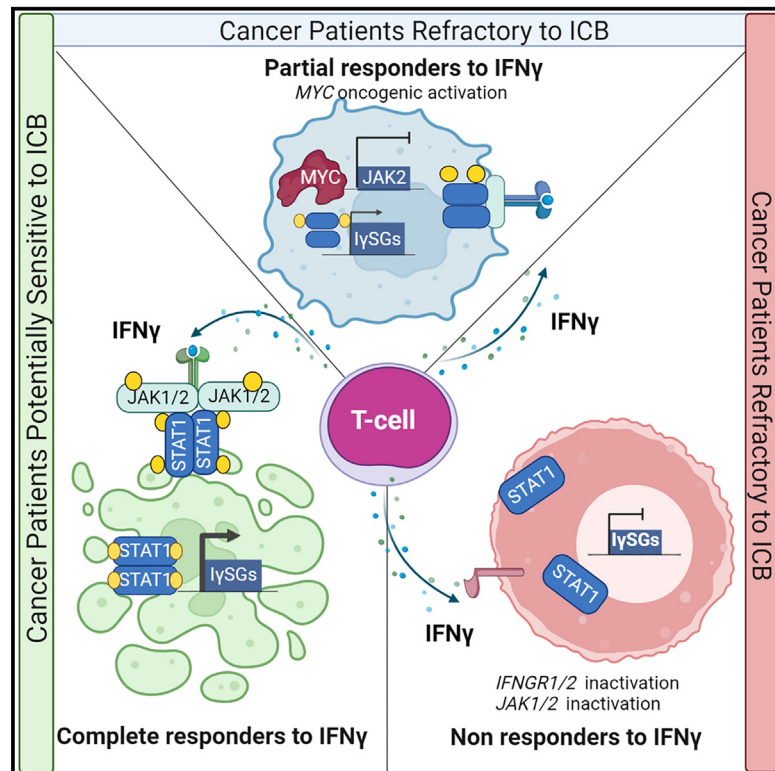 Cancer Patients Refractory to ICB
Cancer Patients Potentially Sensitive to ICB
Cancer Patients Refractory to ICB
Partial responders to IFNγ
MYC oncogenic activation
MYC
JAK2
IγSGs
IFNγ
IFNγ
JAK1/2
JAK1/2
STAT1
STAT1
T-cell
STAT1
STAT1
IγSGs
STAT1
IγSGs
STAT1
IFNγ
IFNGR1/2 inactivation
JAK1/2 inactivation
Complete responders to IFNγ
Non responders to IFNγ